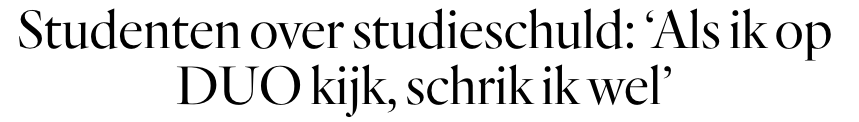 Studenten over studieschuld: ‘Als ik op
DUO kijk, schrik ik wel’